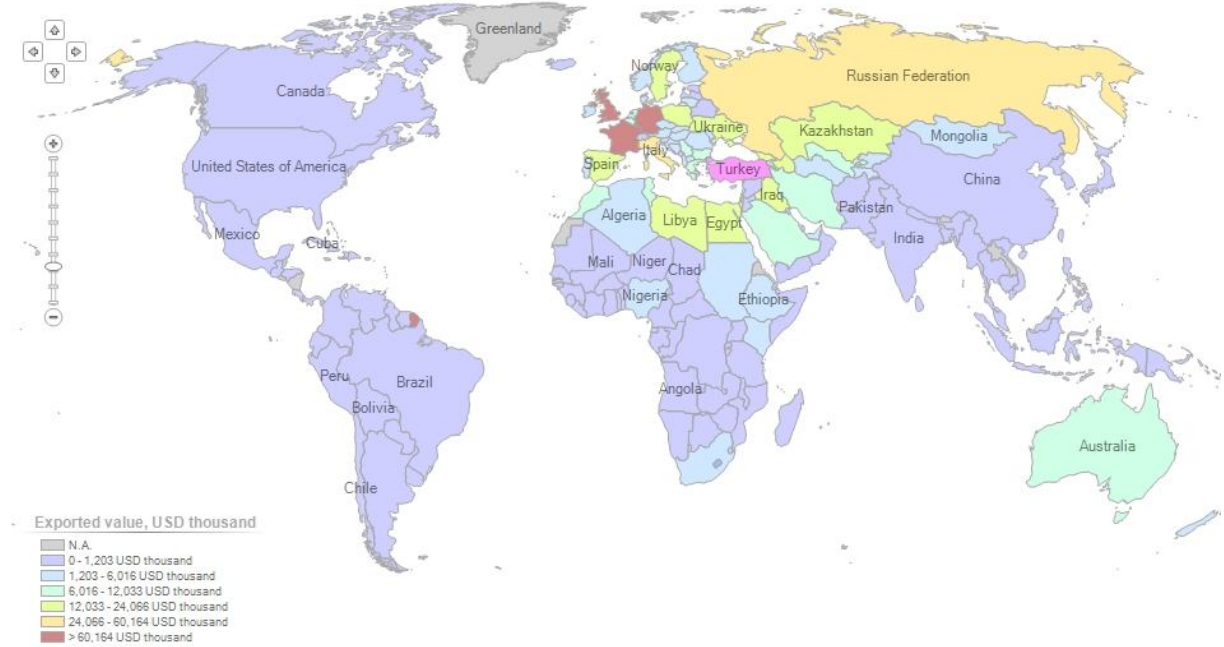 Greenland
Norway
Russian Federation
Canada
Ukraine
Kazakhstan
Mongolia
Italy
United States of America
Spain
Turkey
China
Iraq
Pakistan
Algeria
Libya
Egypt
Mexico
Cuba
India
Mali
Niger
Chad
Nigeria
Ethiopia
Peru
Brazil
Angola
Bolivia
Australia
Chile
Exported value, USD thousand
N.A.
0 - 1,203 USD thousand
1,203 - 6,016 USD thousand
6,016 - 12,033 USD thousand
12,033 - 24,066 USD thousand
24,066 - 60,164 USD thousand
> 60,164 USD thousand